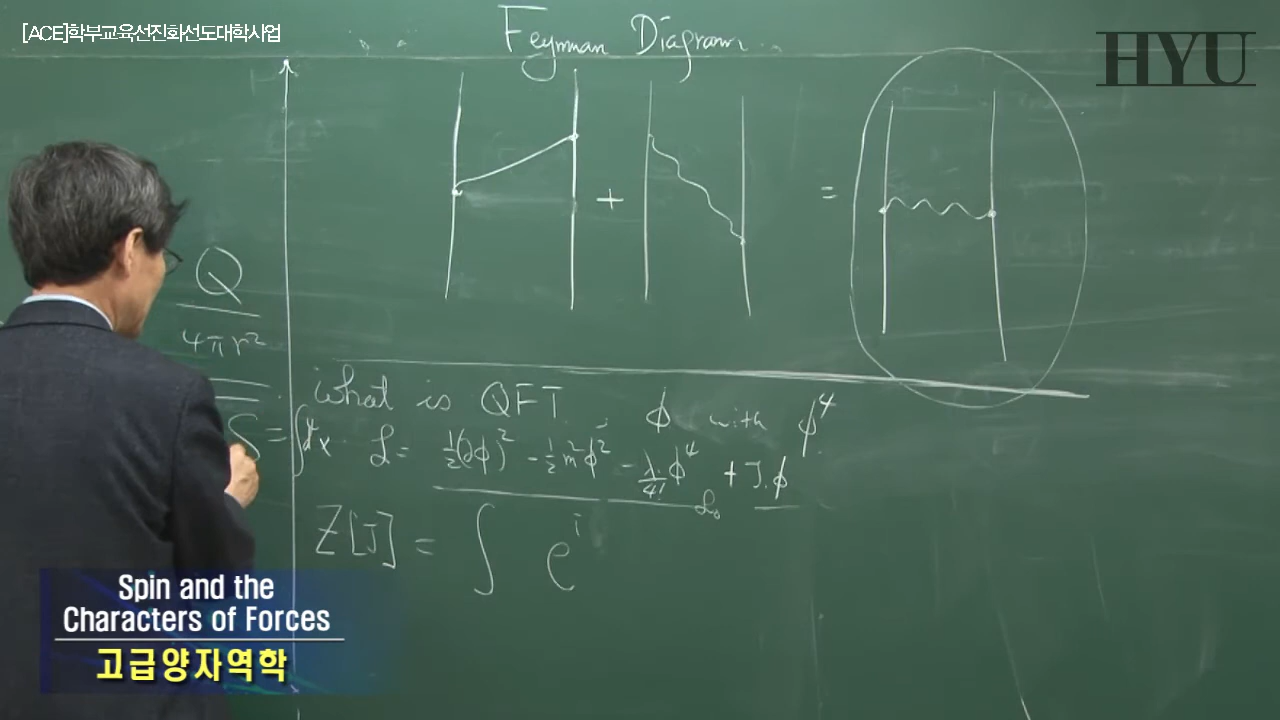 [ACE]학부교육선진화선도대학사업
HYU
Feynman Diagrams
+ =
Q
4πr²
What is QFT. φ with φ⁴
S = ∫d⁴x ℒ = ½(∂φ)² - ½m²φ² - λ/4! φ⁴ + J.φ
ℒ₀
Z[J] = ∫ e^i
Spin and the
Characters of Forces
고급양자역학